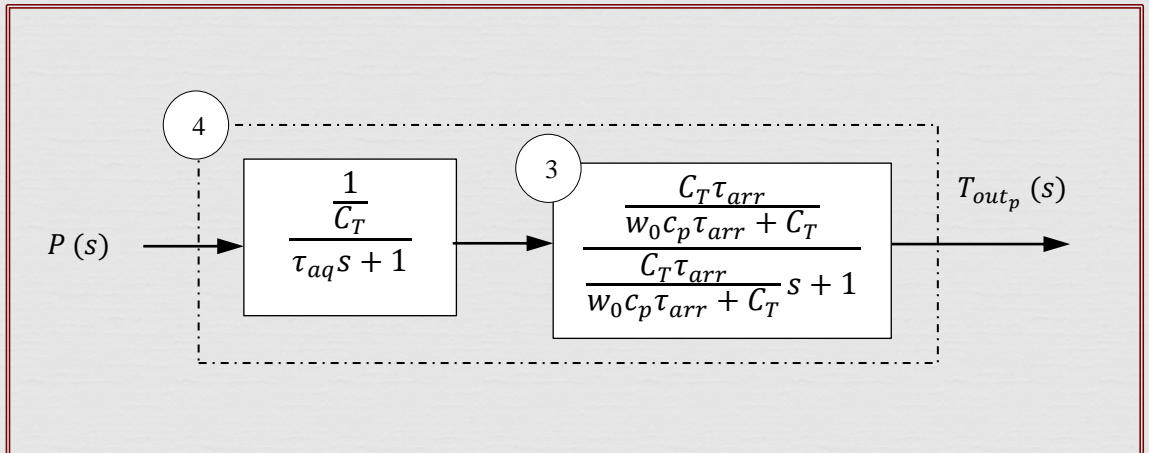 4
3
P (s)
1
C_T
τ_aq s + 1
C_T τ_arr
w_0 c_p τ_arr + C_T
C_T τ_arr
w_0 c_p τ_arr + C_T s + 1
T_out_p (s)